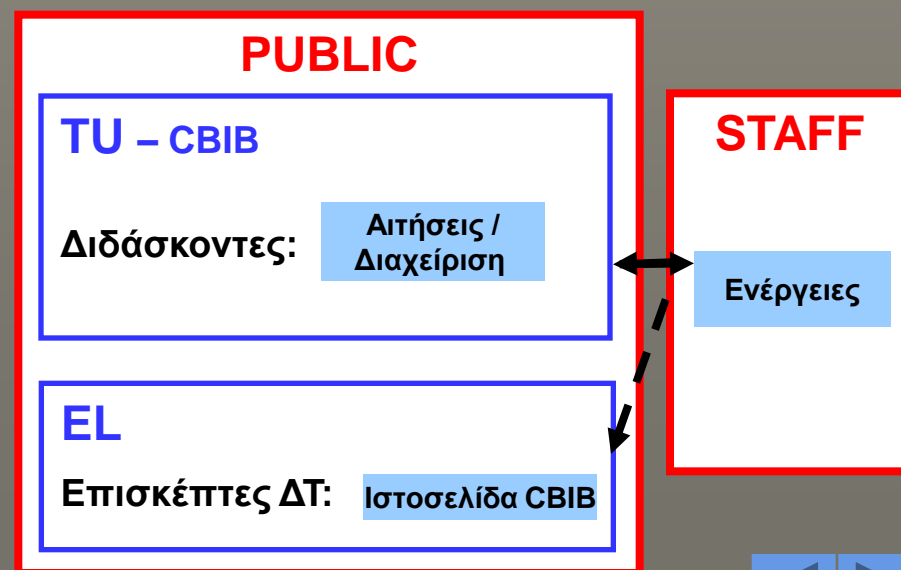 PUBLIC
TU – CBIB
Διδάσκοντες:
Αιτήσεις /
Διαχείριση
EL
Επισκέπτες ΔΤ:
Ιστοσελίδα CBIB
STAFF
Ενέργειες